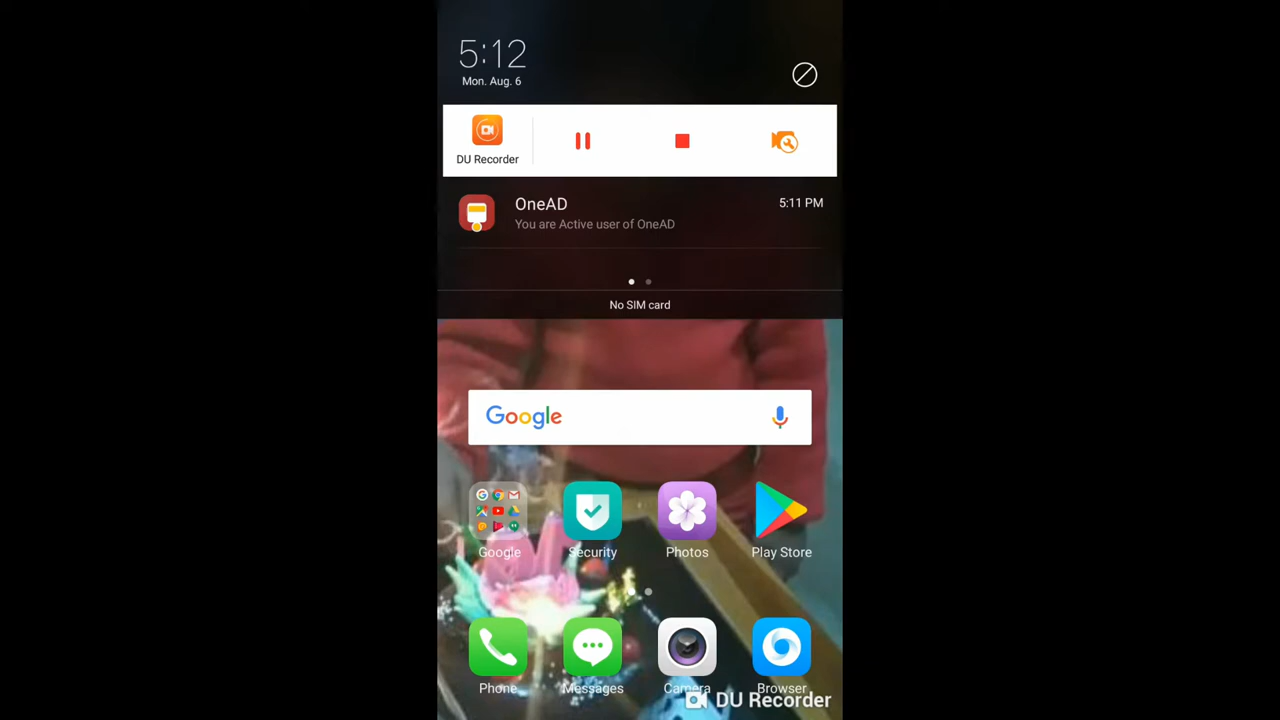 5:12
Mon. Aug. 6
DU Recorder
OneAD
5:11 PM
You are Active user of OneAD
No SIM card
Google
Google
Security
Photos
Play Store
Phone
Messages
Camera
Browser
DU Recorder